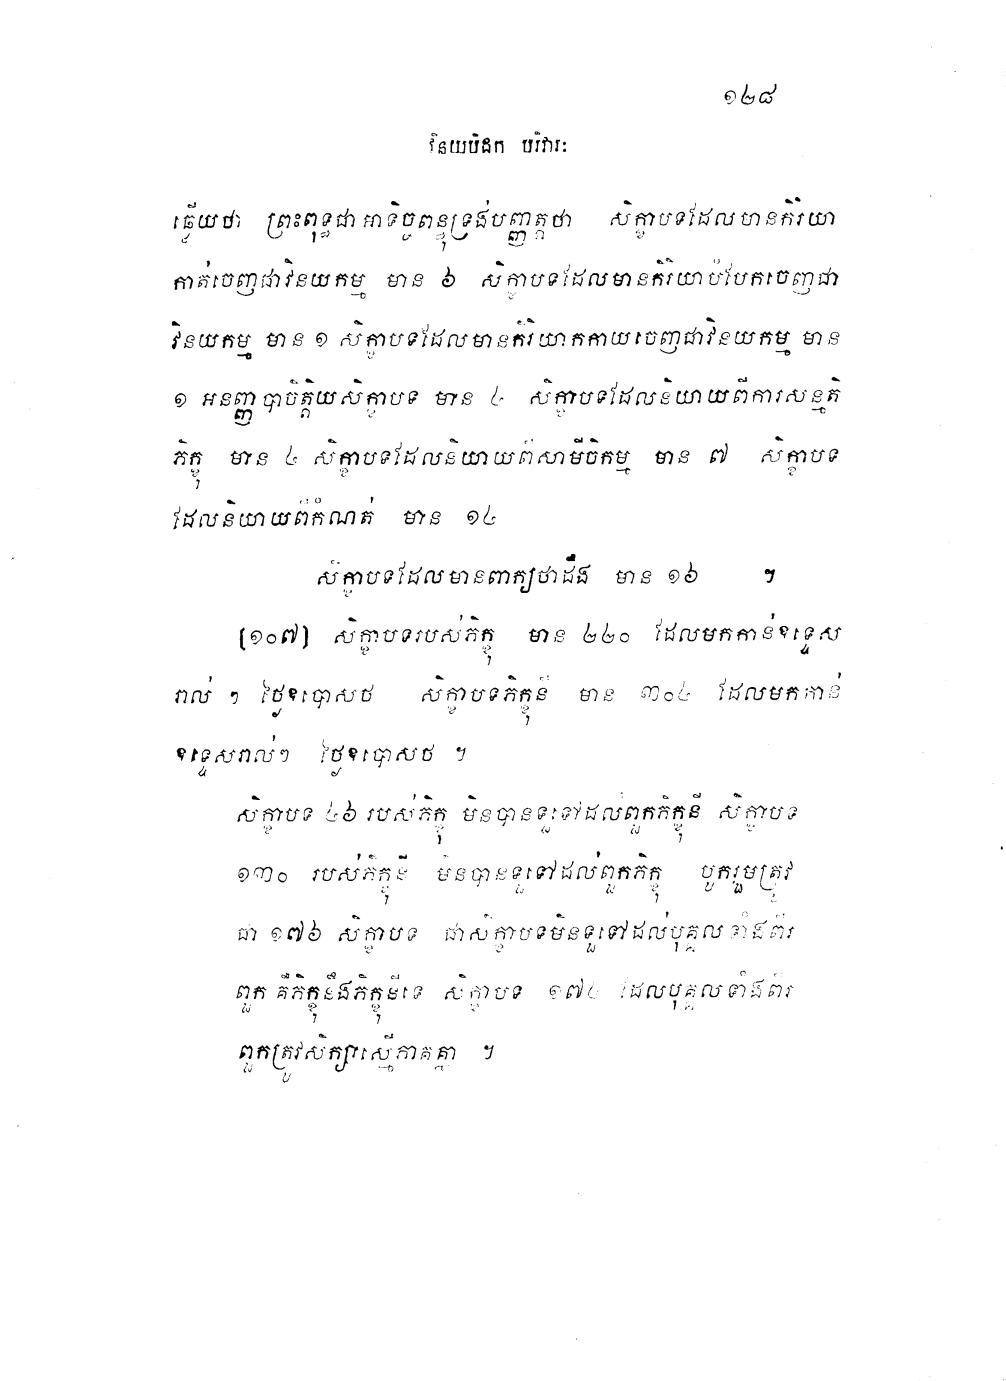 ១២៨
វិនយបិដក បរិវារៈ
ធ្វើយថា ព្រះពុទ្ធជាអាទិច្ចពន្ធុទ្រង់បញ្ញត្តថា សិក្ខាបទដែលមានកិរិយា
កាត់ចេញជាវិនយកម្ម មាន ៦ សិក្ខាបទដែលមានកិរិយាបំបែកចេញជា
វិនយកម្ម មាន ១ សិក្ខាបទដែលមានកិរិយាកកាយចេញជាវិនយកម្ម មាន
១ អនញ្ញាបាចិត្តិយសិក្ខាបទ មាន ៤ សិក្ខាបទដែលនិយាយពីការសន្មតិ
ភិក្ខុ មាន ៤ សិក្ខាបទដែលនិយាយពីសាមីចិកម្ម មាន ៧ សិក្ខាបទ
ដែលនិយាយពីកំណត់ មាន ១៤
សិក្ខាបទដែលមានពាក្យថាដឹង មាន ១៦ ។
(១០៧) សិក្ខាបទរបស់ភិក្ខុ មាន ២២០ ដែលមកកាន់ឧទ្ទេស
រាល់ ៗ ថ្ងៃឧបោសថ សិក្ខាបទភិក្ខុនី មាន ៣០៤ ដែលមកកាន់
ឧទ្ទេសរាល់ៗ ថ្ងៃឧបោសថ ។
សិក្ខាបទ ៤៦ របស់ភិក្ខុ មិនបានទួទៅដល់ពួកភិក្ខុនី សិក្ខាបទ
១៣០ របស់ភិក្ខុនី មិនបានទួទៅដល់ពួកភិក្ខុ បូករួមត្រូវ
ជា ១៧៦ សិក្ខាបទ ជាសិក្ខាបទមិនទួទៅដល់បុគ្គលទាំងពីរ
ពួក គឺភិក្ខុនឹងភិក្ខុនីទេ សិក្ខាបទ ១៧៤ ដែលបុគ្គលទាំងពីរ
ពួកត្រូវសិក្សាស្មើភាគគ្នា ។